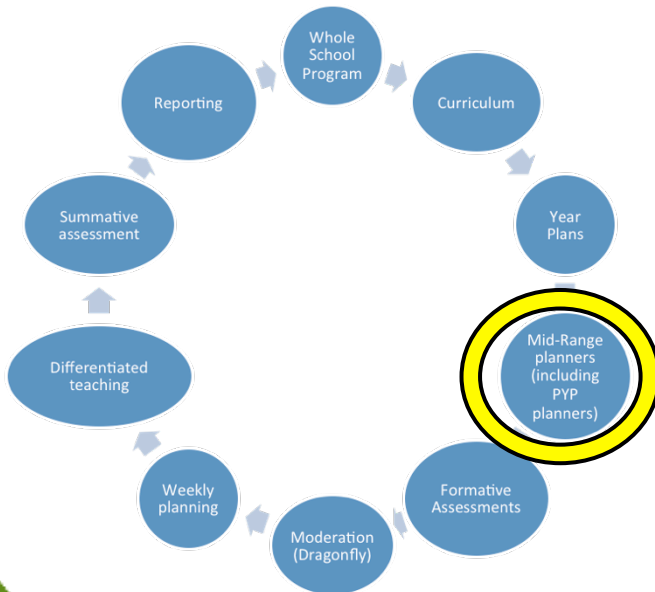 Whole
School
Program
Curriculum
Year
Plans
Mid-Range
planners
(including
PYP
planners)
Formative
Assessments
Moderation
(Dragonfly)
Weekly
planning
Differentiated
teaching
Summative
assessment
Reporting